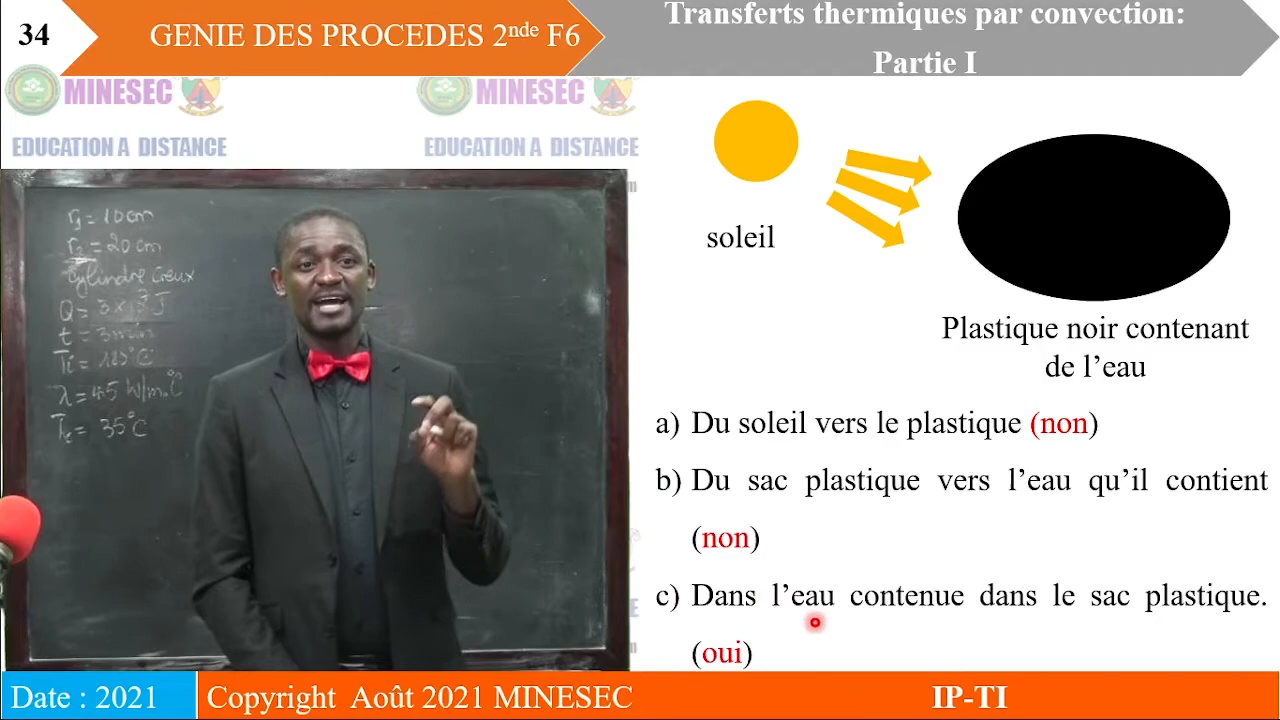 34
GENIE DES PROCEDES 2nde F6
Transferts thermiques par convection:
Partie I
MINESEC
MINESEC
EDUCATION A DISTANCE
EDUCATION A DISTANCE
r1 = 10 cm
r2 = 20 cm
Cylindre Creux
t = 3 min
= 35°C
soleil
Plastique noir contenant
de l’eau
a) Du soleil vers le plastique (non)
b) Du sac plastique vers l’eau qu’il contient
(non)
c) Dans l’eau contenue dans le sac plastique.
(oui)
Date : 2021
Copyright Août 2021 MINESEC
IP-TI